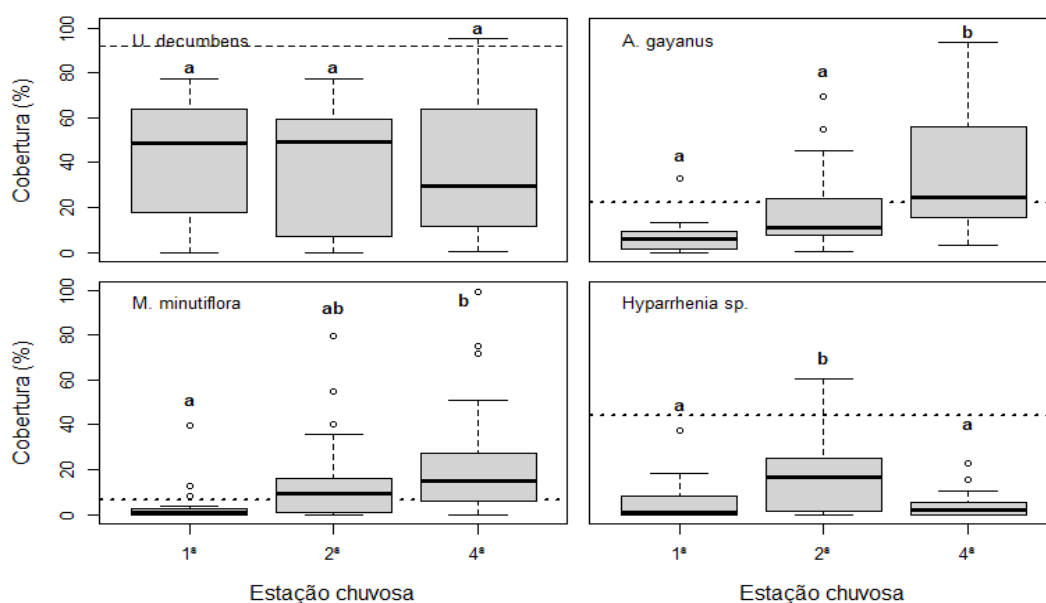 U. decumbens
a
a
a
Cobertura (%)
0
20
40
60
80
100
A. gayanus
a
a
b
M. minutiflora
a
ab
b
Cobertura (%)
0
20
40
60
80
100
1ª
2ª
4ª
Estação chuvosa
Hyparrhenia sp.
a
b
a
1ª
2ª
4ª
Estação chuvosa